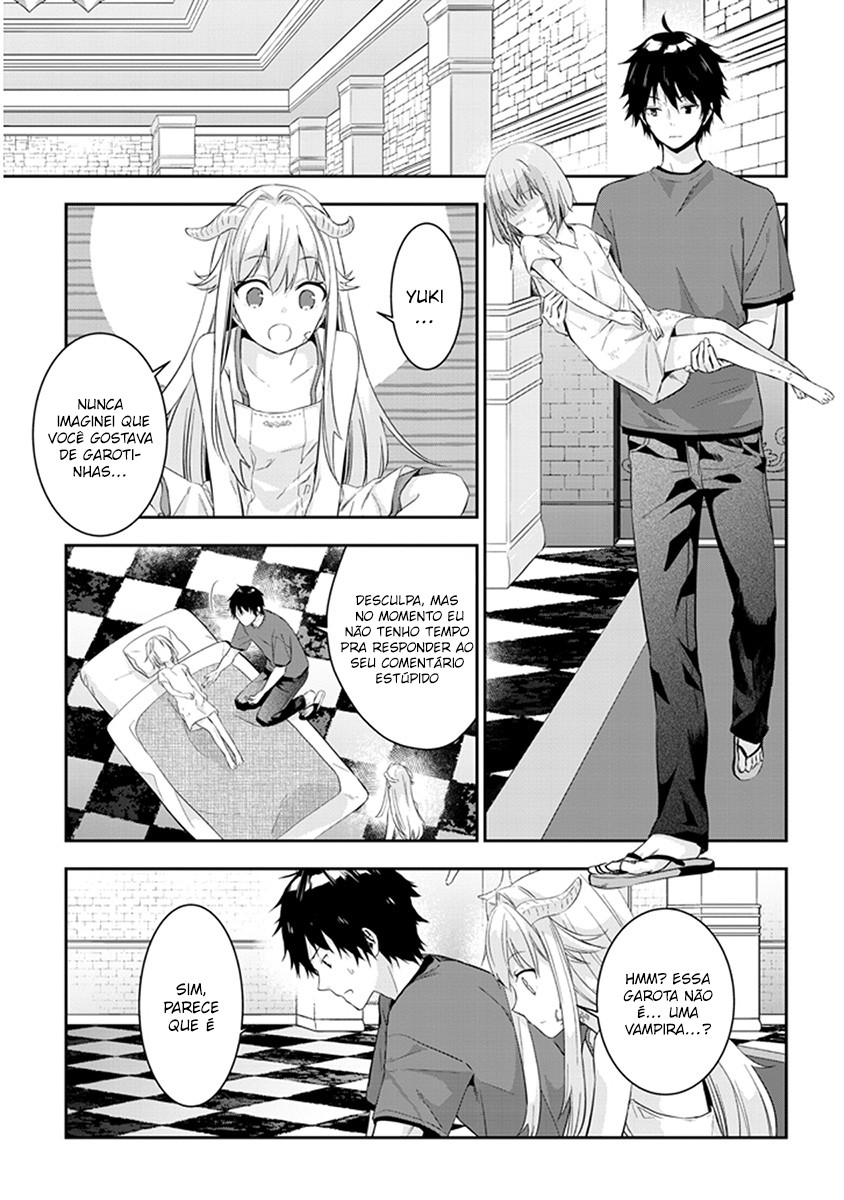 YUKI
...
NUNCA
IMAGINEI QUE
VOCÊ GOSTAVA
DE GAROTI-
NHAS...
DESCULPA, MAS
NO MOMENTO EU
NÃO TENHO TEMPO
PRA RESPONDER AO
SEU COMENTÁRIO
ESTÚPIDO
HMM? ESSA
GAROTA NÃO
É... UMA
VAMPIRA...?
SIM,
PARECE
QUE É